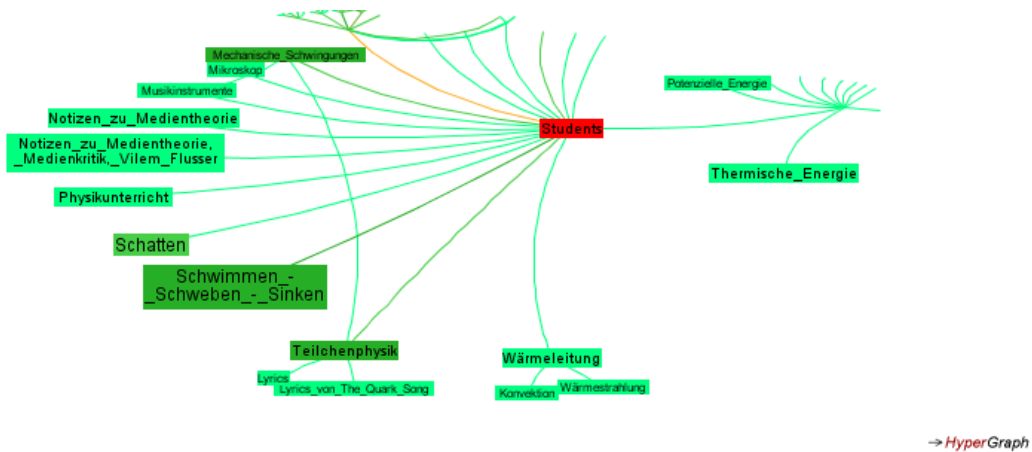 Mechanische_Schwingungen
Mikroskop
Musikinstrumente
Notizen_zu_Medientheorie
Notizen_zu_Medientheorie,
_Medienkritik,_Vilem_Flusser
Physikunterricht
Schatten
Schwimmen_-
_Schweben_-_Sinken
Students
Potenzielle_Energie
Thermische_Energie
Teilchenphysik
Lyrics
Lyrics_von_The_Quark_Song
Wärmeleitung
Konvektion
Wärmestrahlung
→ HyperGraph